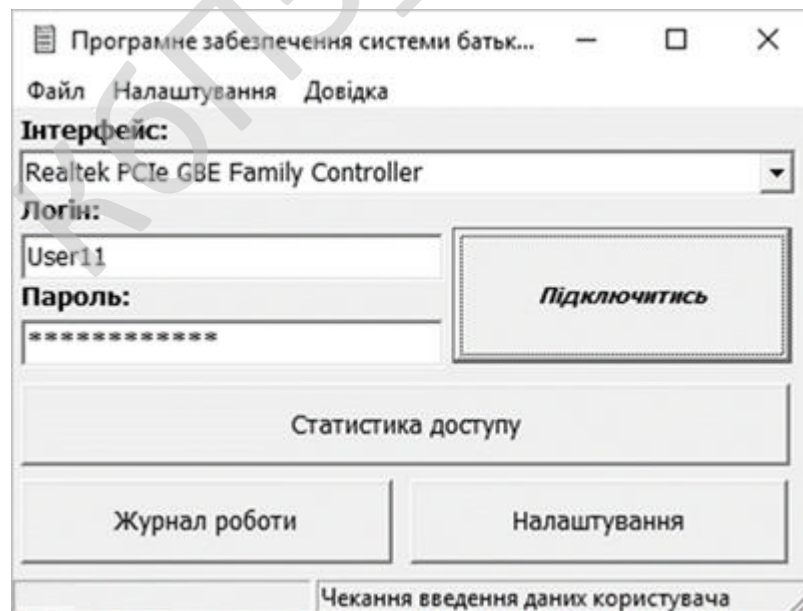 Програмне забезпечення системи батьк...
Файл Налаштування Довідка
Інтерфейс:
Realtek PCIe GBE Family Controller
Логін:
User11
Пароль:
************
Підключитись
Статистика доступу
Журнал роботи
Налаштування
Чекання введення даних користувача